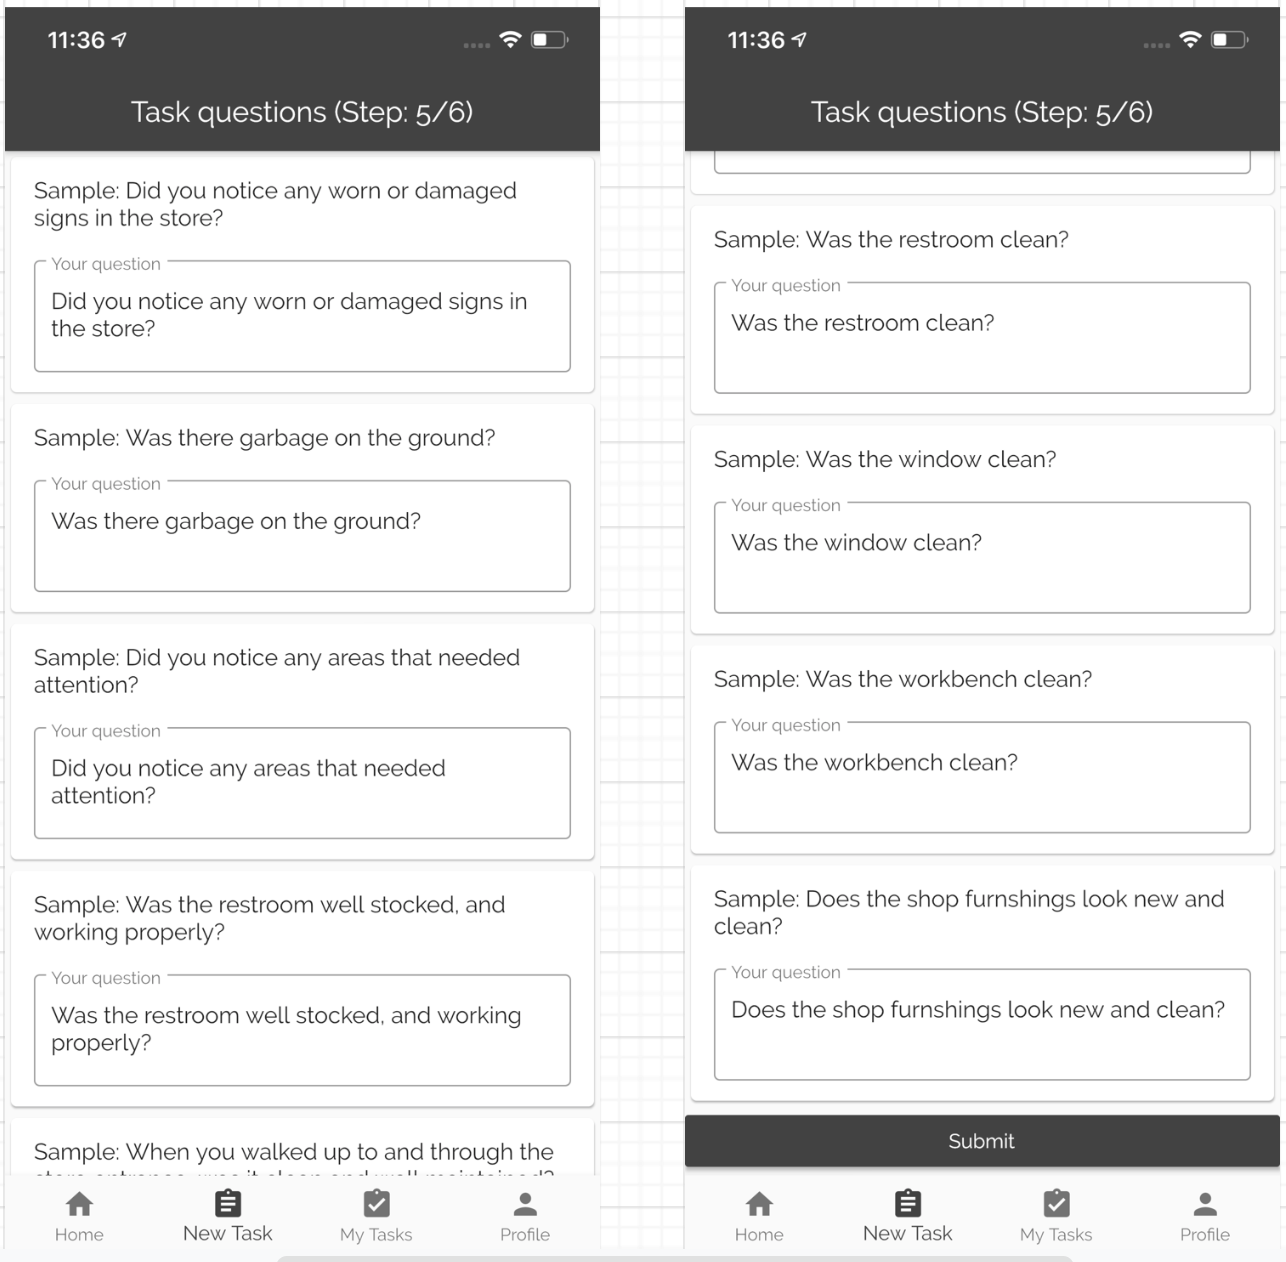 11:36
Task questions (Step: 5/6)
Sample: Did you notice any worn or damaged
signs in the store?
Your question
Did you notice any worn or damaged signs in
the store?
Sample: Was there garbage on the ground?
Your question
Was there garbage on the ground?
Sample: Did you notice any areas that needed
attention?
Your question
Did you notice any areas that needed
attention?
Sample: Was the restroom well stocked, and
working properly?
Your question
Was the restroom well stocked, and working
properly?
Sample: When you walked up to and through the
store entrance, was it clean and well maintained?
Home
New Task
My Tasks
Profile
11:36
Task questions (Step: 5/6)
Sample: Was the restroom clean?
Your question
Was the restroom clean?
Sample: Was the window clean?
Your question
Was the window clean?
Sample: Was the workbench clean?
Your question
Was the workbench clean?
Sample: Does the shop furnshings look new and
clean?
Your question
Does the shop furnshings look new and clean?
Submit
Home
New Task
My Tasks
Profile